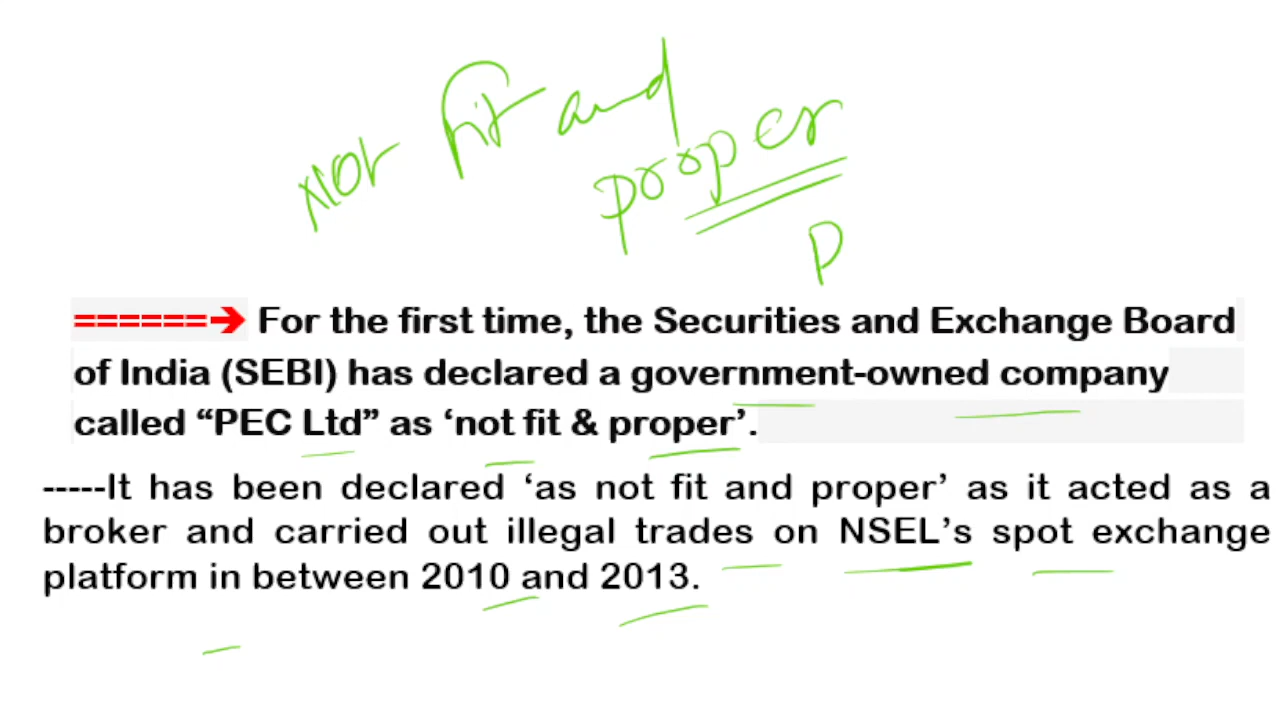 Not fit and
proper
P
======➔ For the first time, the Securities and Exchange Board
of India (SEBI) has declared a government-owned company
called “PEC Ltd” as ‘not fit & proper’.
-----It has been declared ‘as not fit and proper’ as it acted as a
broker and carried out illegal trades on NSEL’s spot exchange
platform in between 2010 and 2013.